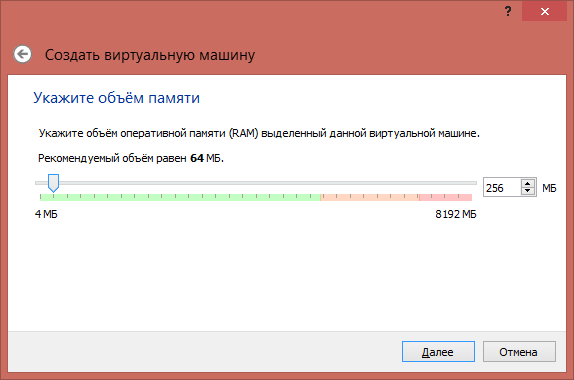 ?
Создать виртуальную машину
Укажите объём памяти
Укажите объём оперативной памяти (RAM) выделенный данной виртуальной машине.
Рекомендуемый объём равен 64 МБ.
256 МБ
4 МБ 8192 МБ
Далее Отмена